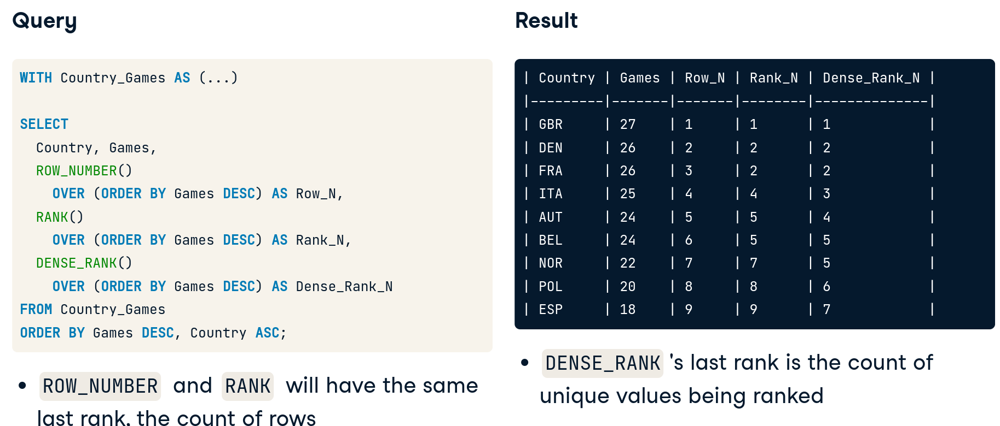 Query
WITH Country_Games AS (...)
SELECT
Country, Games,
ROW_NUMBER()
OVER (ORDER BY Games DESC) AS Row_N,
RANK()
OVER (ORDER BY Games DESC) AS Rank_N,
DENSE_RANK()
OVER (ORDER BY Games DESC) AS Dense_Rank_N
FROM Country_Games
ORDER BY Games DESC, Country ASC;
• ROW_NUMBER and RANK will have the same
last rank, the count of rows
Result
| Country | Games | Row_N | Rank_N | Dense_Rank_N |
|---------|-------|-------|--------|--------------|
| GBR | 27 | 1 | 1 | 1 |
| DEN | 26 | 2 | 2 | 2 |
| FRA | 26 | 3 | 2 | 2 |
| ITA | 25 | 4 | 4 | 3 |
| AUT | 24 | 5 | 5 | 4 |
| BEL | 24 | 6 | 5 | 5 |
| NOR | 22 | 7 | 7 | 5 |
| POL | 20 | 8 | 8 | 6 |
| ESP | 18 | 9 | 9 | 7 |
• DENSE_RANK 's last rank is the count of
unique values being ranked